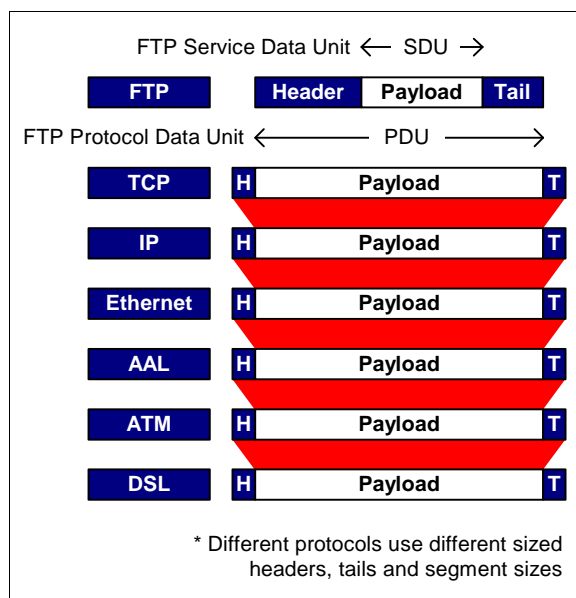 FTP Service Data Unit ← SDU →
FTP Header Payload Tail
FTP Protocol Data Unit ← PDU →
TCP H Payload T
IP H Payload T
Ethernet H Payload T
AAL H Payload T
ATM H Payload T
DSL H Payload T
* Different protocols use different sized
headers, tails and segment sizes